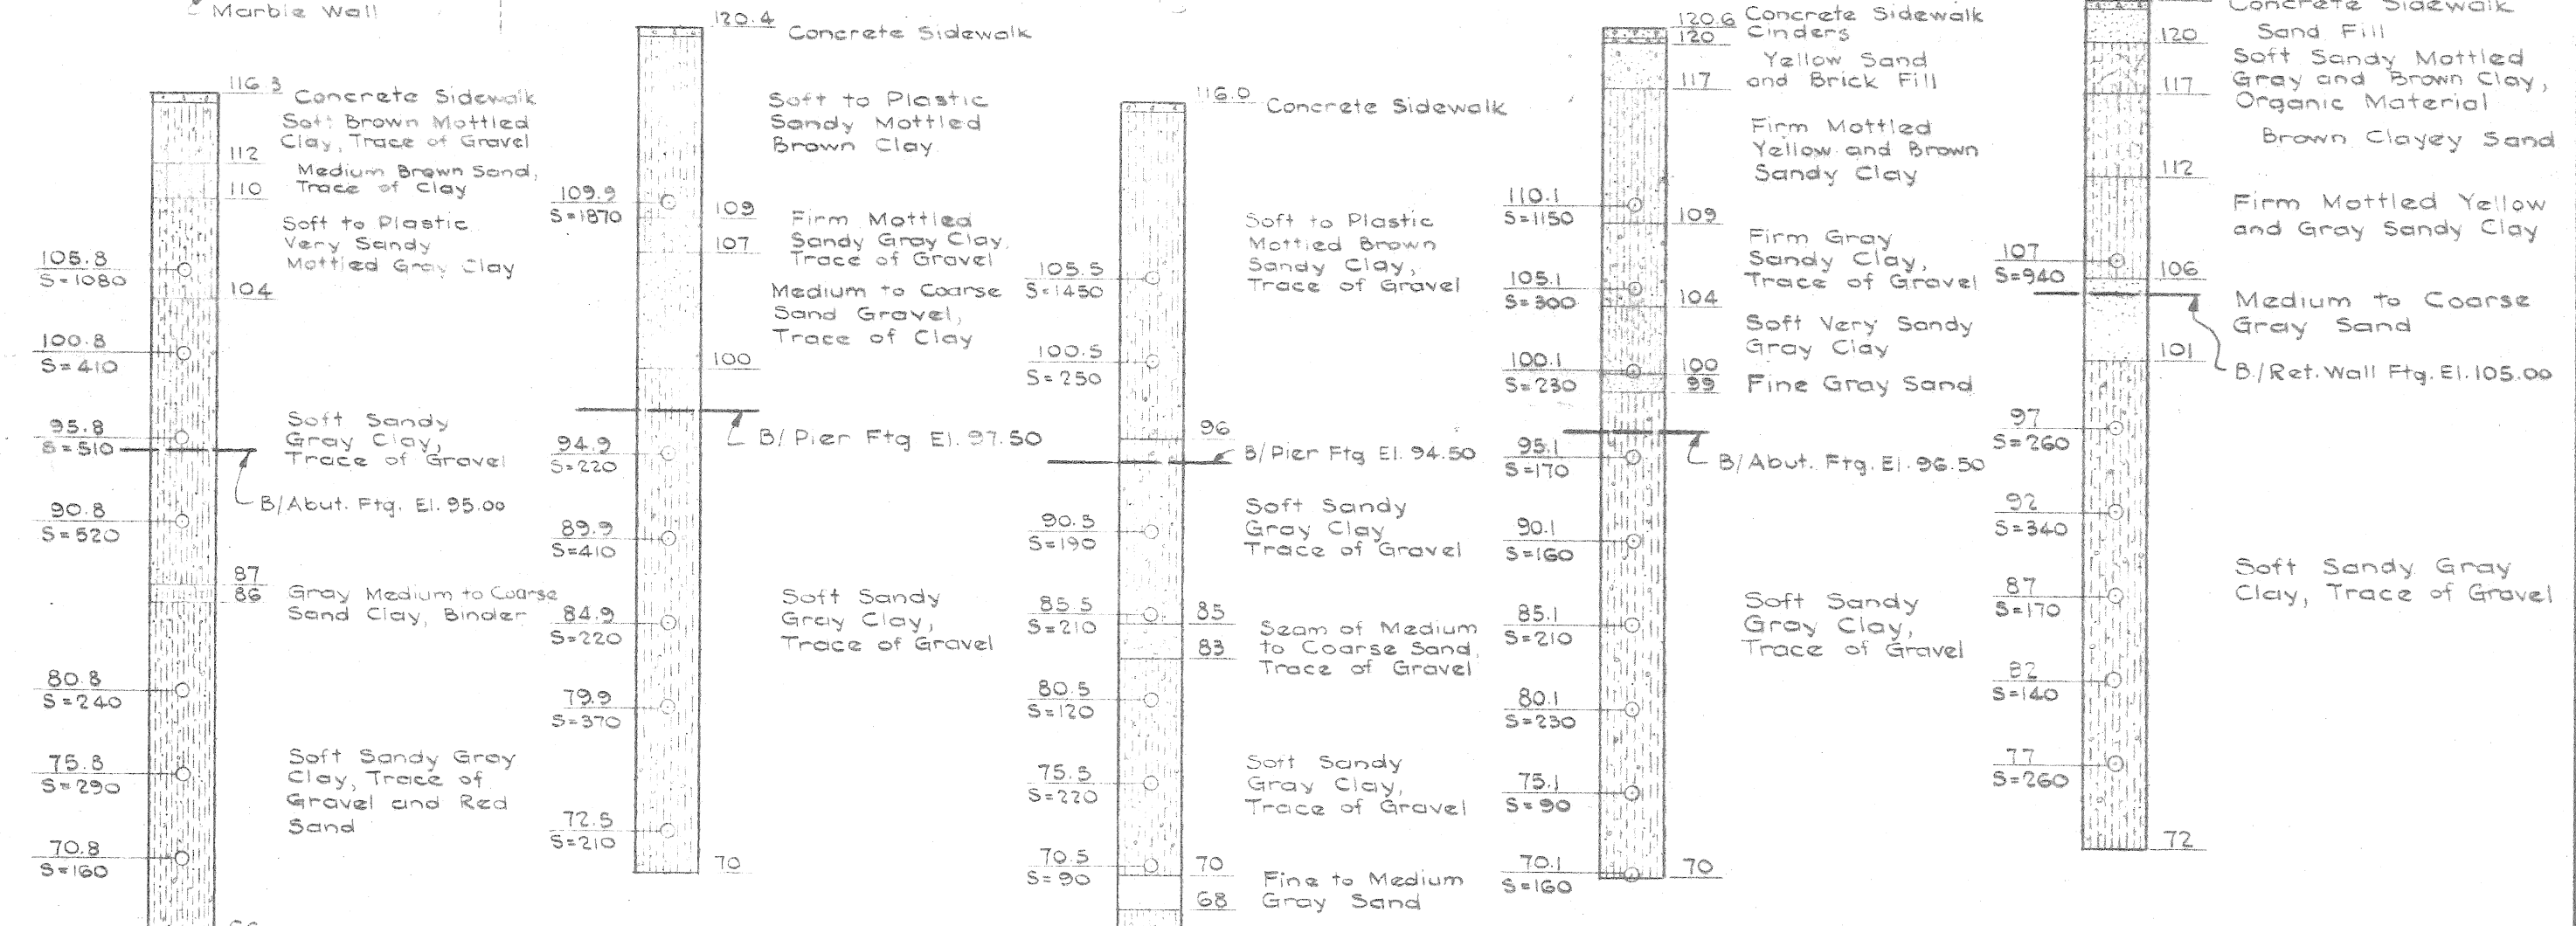 Marble Wall
116.3
Concrete Sidewalk
Soft Brown Mottled
Clay, Trace of Gravel
112
Medium Brown Sand,
Trace of Clay
110
Soft to Plastic
Very Sandy
Mottled Gray Clay
105.8
S=1080
104
100.8
S=410
95.8
S=510
Soft Sandy
Gray Clay,
Trace of Gravel
B/Abut. Ftg. El. 95.00
90.8
S=520
87
86
Gray Medium to Coarse
Sand Clay, Binder
80.8
S=240
75.8
S=290
Soft Sandy Gray
Clay, Trace of
Gravel and Red
Sand
70.8
S=160
120.4
Concrete Sidewalk
Soft to Plastic
Sandy Mottled
Brown Clay
109.9
S=1870
109
Firm Mottled
Sandy Gray Clay,
Trace of Gravel
107
Medium to Coarse
Sand Gravel,
Trace of Clay
100
B/Pier Ftg El. 97.50
94.9
S=220
89.9
S=410
84.9
S=220
Soft Sandy
Gray Clay,
Trace of Gravel
79.9
S=370
72.5
S=210
70
116.0
Concrete Sidewalk
Soft to Plastic
Mottled Brown
Sandy Clay,
Trace of Gravel
105.5
S=1450
100.5
S=250
96
B/Pier Ftg El. 94.50
90.5
S=190
Soft Sandy
Gray Clay
Trace of Gravel
85.5
S=210
85
Seam of Medium
to Coarse Sand,
Trace of Gravel
83
80.5
S=120
75.5
S=220
Soft Sandy
Gray Clay,
Trace of Gravel
70.5
S=90
70
Fine to Medium
Gray Sand
68
120.6
Concrete Sidewalk
120
Cinders
Yellow Sand
and Brick Fill
117
Firm Mottled
Yellow and Brown
Sandy Clay
110.1
S=1150
109
Firm Gray
Sandy Clay,
Trace of Gravel
105.1
S=300
104
Soft Very Sandy
Gray Clay
100.1
S=230
100
99
Fine Gray Sand
95.1
S=170
B/Abut. Ftg. El. 96.50
90.1
S=160
85.1
S=210
Soft Sandy
Gray Clay,
Trace of Gravel
80.1
S=230
75.1
S=90
70.1
S=160
70
Concrete Sidewalk
120
Sand Fill
Soft Sandy Mottled
Gray and Brown Clay,
Organic Material
117
Brown Clayey Sand
112
Firm Mottled Yellow
and Gray Sandy Clay
107
S=940
106
Medium to Coarse
Gray Sand
101
B/Ret. Wall Ftg. El. 105.00
97
S=260
92
S=340
87
S=170
Soft Sandy Gray
Clay, Trace of Gravel
82
S=140
77
S=260
72